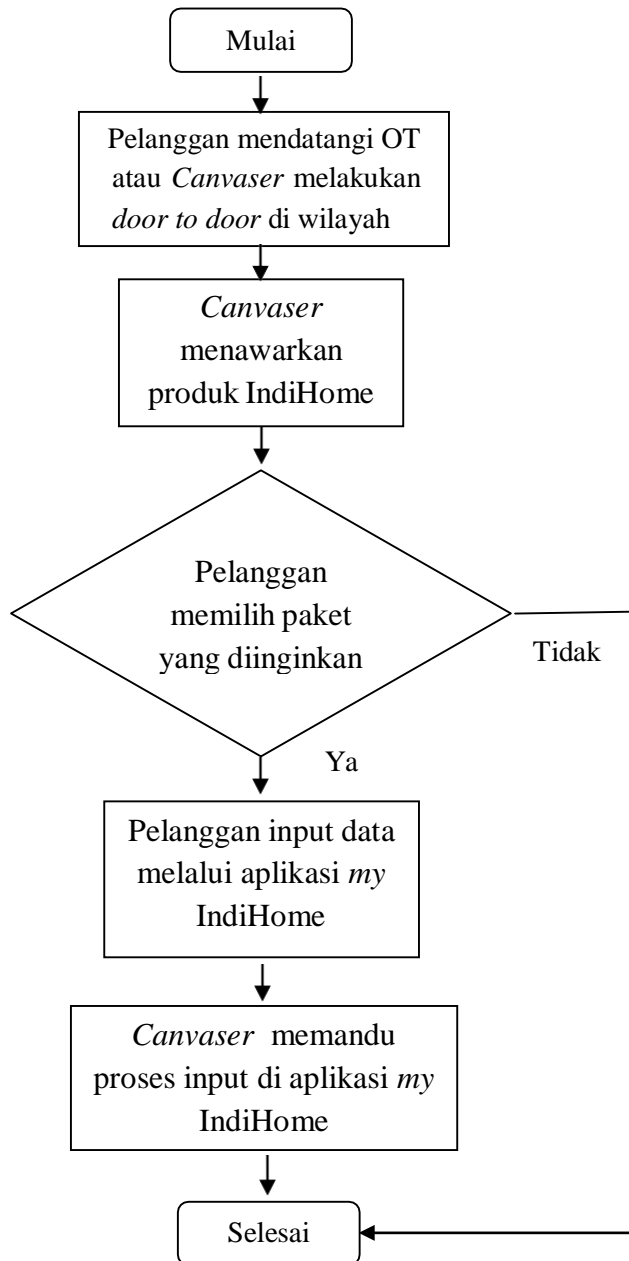 Mulai
Pelanggan mendatangi OT
atau Canvaser melakukan
door to door di wilayah
Canvaser
menawarkan
produk IndiHome
Pelanggan
memilih paket
yang diinginkan
Tidak
Ya
Pelanggan input data
melalui aplikasi my
IndiHome
Canvaser memandu
proses input di aplikasi my
IndiHome
Selesai